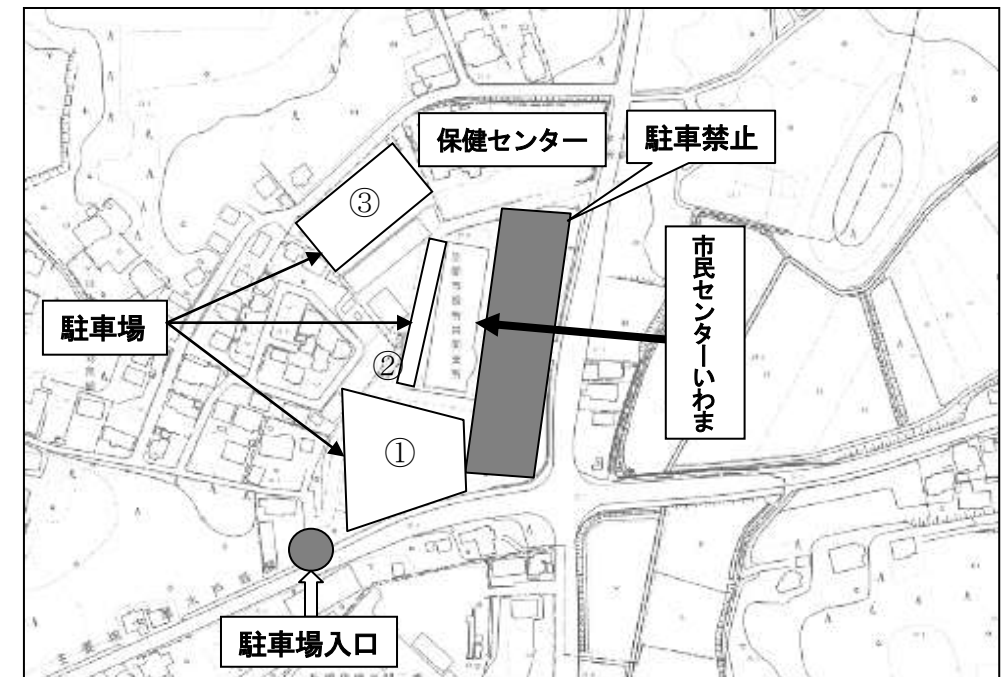 保健センター
駐車禁止
③
市民センターいわま
駐車場
②
①
駐車場入口